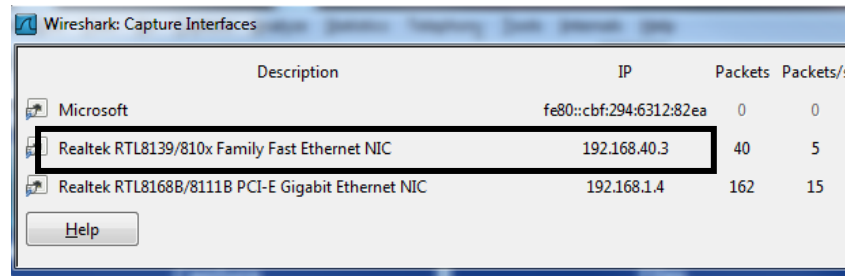 Wireshark: Capture Interfaces
Description IP Packets Packets/
Microsoft fe80::cbf:294:6312:82ea 0 0
Realtek RTL8139/810x Family Fast Ethernet NIC 192.168.40.3 40 5
Realtek RTL8168B/8111B PCI-E Gigabit Ethernet NIC 192.168.1.4 162 15
Help